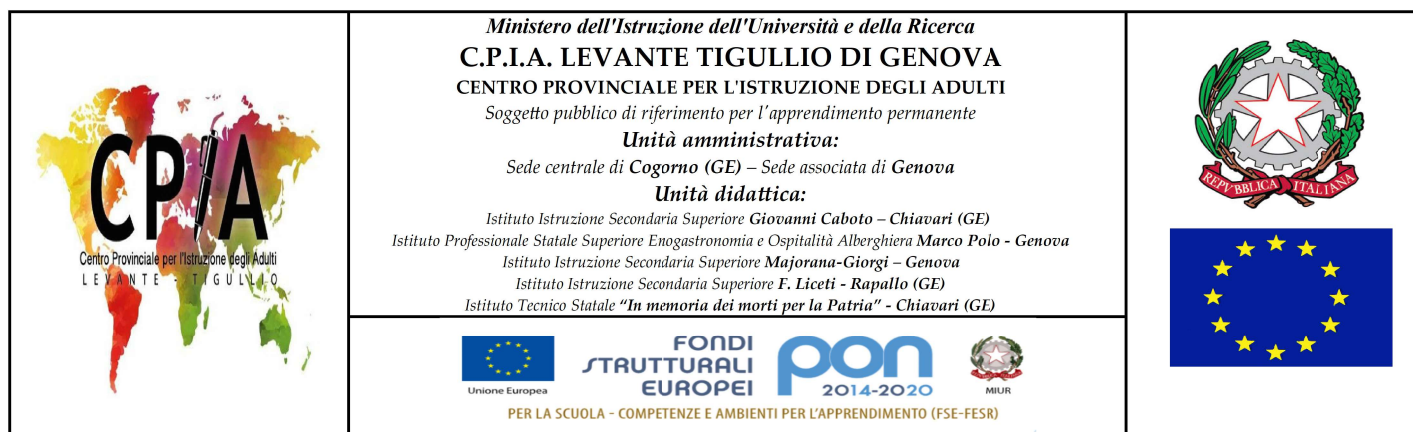 CPIA
Centro Provinciale per l'Istruzione degli Adulti
LEVANTE - TIGULLIO
Ministero dell'Istruzione dell'Università e della Ricerca
C.P.I.A. LEVANTE TIGULLIO DI GENOVA
CENTRO PROVINCIALE PER L'ISTRUZIONE DEGLI ADULTI
Soggetto pubblico di riferimento per l'apprendimento permanente
Unità amministrativa:
Sede centrale di Cogorno (GE) – Sede associata di Genova
Unità didattica:
Istituto Istruzione Secondaria Superiore Giovanni Caboto – Chiavari (GE)
Istituto Professionale Statale Superiore Enogastronomia e Ospitalità Alberghiera Marco Polo - Genova
Istituto Istruzione Secondaria Superiore Majorana-Giorgi – Genova
Istituto Istruzione Secondaria Superiore F. Liceti - Rapallo (GE)
Istituto Tecnico Statale “In memoria dei morti per la Patria” - Chiavari (GE)
Unione Europea
FONDI
STRUTTURALI
EUROPEI
pon
2014-2020
MIUR
PER LA SCUOLA - COMPETENZE E AMBIENTI PER L'APPRENDIMENTO (FSE-FESR)
REPVBBLICA ITALIANA